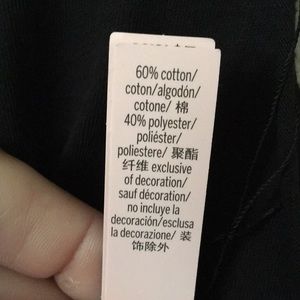 60% cotton/
coton/algodón/
cotone/ 棉
40% polyester/
poliéster/
poliestere/ 聚酯
纤维 exclusive
of decoration/
sauf décoration/
no incluye la
decoración/esclusa
la decorazione/ 装
饰除外